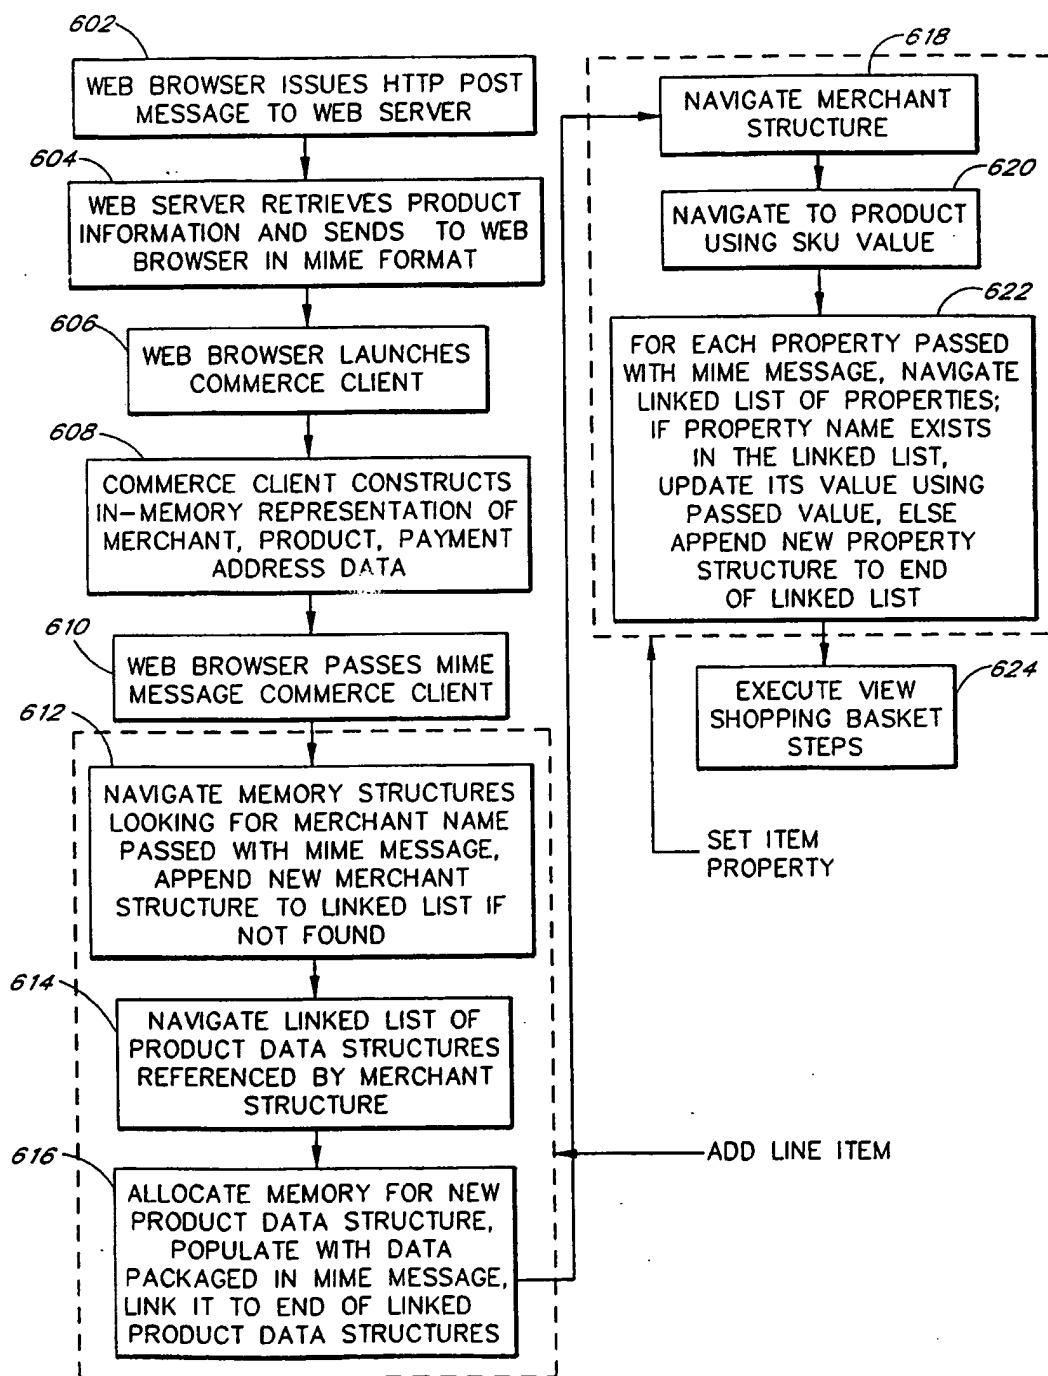 602
WEB BROWSER ISSUES HTTP POST
MESSAGE TO WEB SERVER
604
WEB SERVER RETRIEVES PRODUCT
INFORMATION AND SENDS TO WEB
BROWSER IN MIME FORMAT
606
WEB BROWSER LAUNCHES
COMMERCE CLIENT
608
COMMERCE CLIENT CONSTRUCTS
IN-MEMORY REPRESENTATION OF
MERCHANT, PRODUCT, PAYMENT
ADDRESS DATA
610
WEB BROWSER PASSES MIME
MESSAGE COMMERCE CLIENT
612
NAVIGATE MEMORY STRUCTURES
LOOKING FOR MERCHANT NAME
PASSED WITH MIME MESSAGE,
APPEND NEW MERCHANT
STRUCTURE TO LINKED LIST IF
NOT FOUND
614
NAVIGATE LINKED LIST OF
PRODUCT DATA STRUCTURES
REFERENCED BY MERCHANT
STRUCTURE
616
ALLOCATE MEMORY FOR NEW
PRODUCT DATA STRUCTURE,
POPULATE WITH DATA
PACKAGED IN MIME MESSAGE,
LINK IT TO END OF LINKED
PRODUCT DATA STRUCTURES
ADD LINE ITEM
618
NAVIGATE MERCHANT
STRUCTURE
620
NAVIGATE TO PRODUCT
USING SKU VALUE
622
FOR EACH PROPERTY PASSED
WITH MIME MESSAGE, NAVIGATE
LINKED LIST OF PROPERTIES;
IF PROPERTY NAME EXISTS
IN THE LINKED LIST,
UPDATE ITS VALUE USING
PASSED VALUE, ELSE
APPEND NEW PROPERTY
STRUCTURE TO END
OF LINKED LIST
624
EXECUTE VIEW
SHOPPING BASKET
STEPS
SET ITEM
PROPERTY